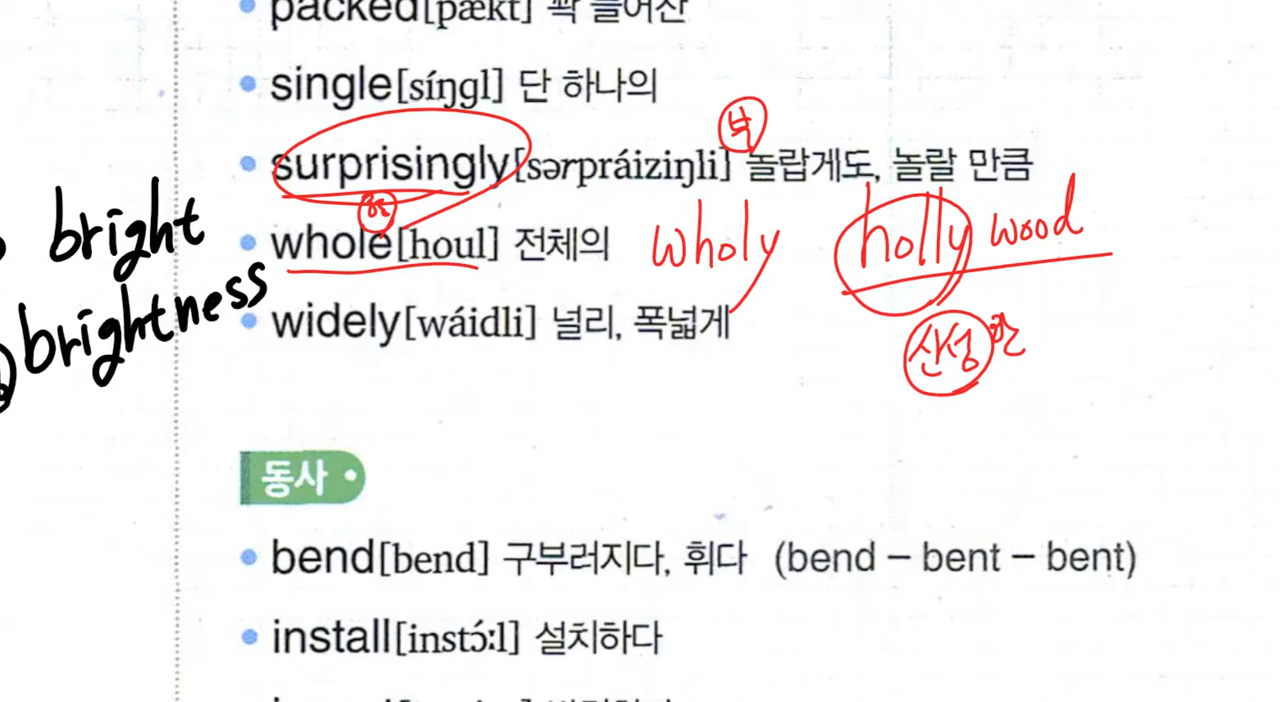 packed[pækt] 꽉 들어찬
single[síŋgl] 단 하나의
부
surprisingly[sərpráiziŋli] 놀랍게도, 놀랄 만큼
bright
whole[houl] 전체의 wholy holly wood
brightness
widely[wáidli] 널리, 폭넓게
산성한
동사
bend[bend] 구부러지다, 휘다 (bend – bent – bent)
install[instɔ́ːl] 설치하다